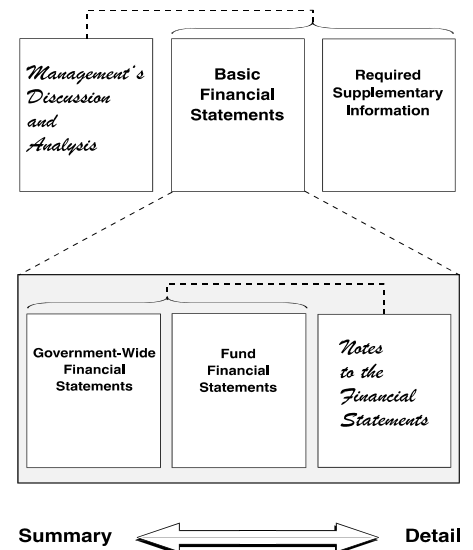 Management's
Discussion
and
Analysis
Basic
Financial
Statements
Required
Supplementary
Information
Government-Wide
Financial
Statements
Fund
Financial
Statements
Notes
to the
Financial
Statements
Summary
Detail